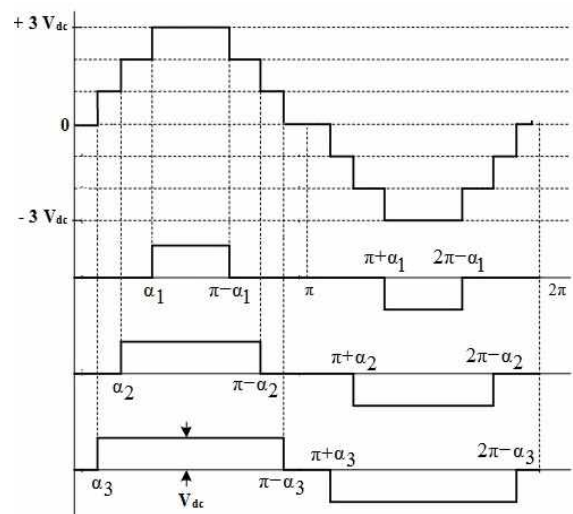 + 3 Vdc
0
- 3 Vdc
π+α1 2π−α1
α1 π−α1 π 2π
π+α2 2π−α2
α2 π−α2
π+α3 2π−α3
α3 Vdc π−α3